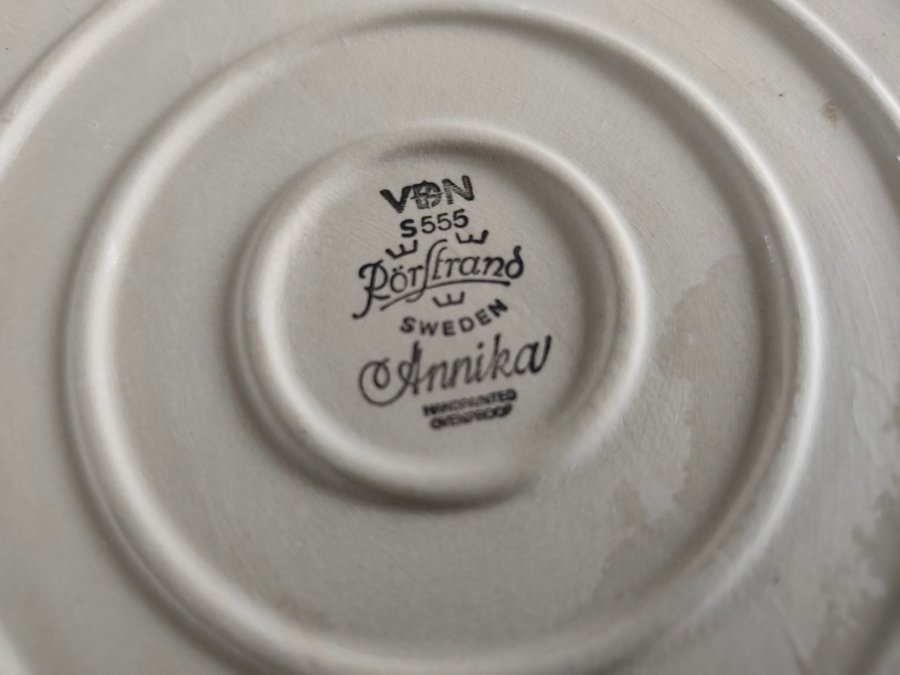 VDN
S555
Rörstrand
SWEDEN
Annika
HANDPAINTED
OVENPROOF